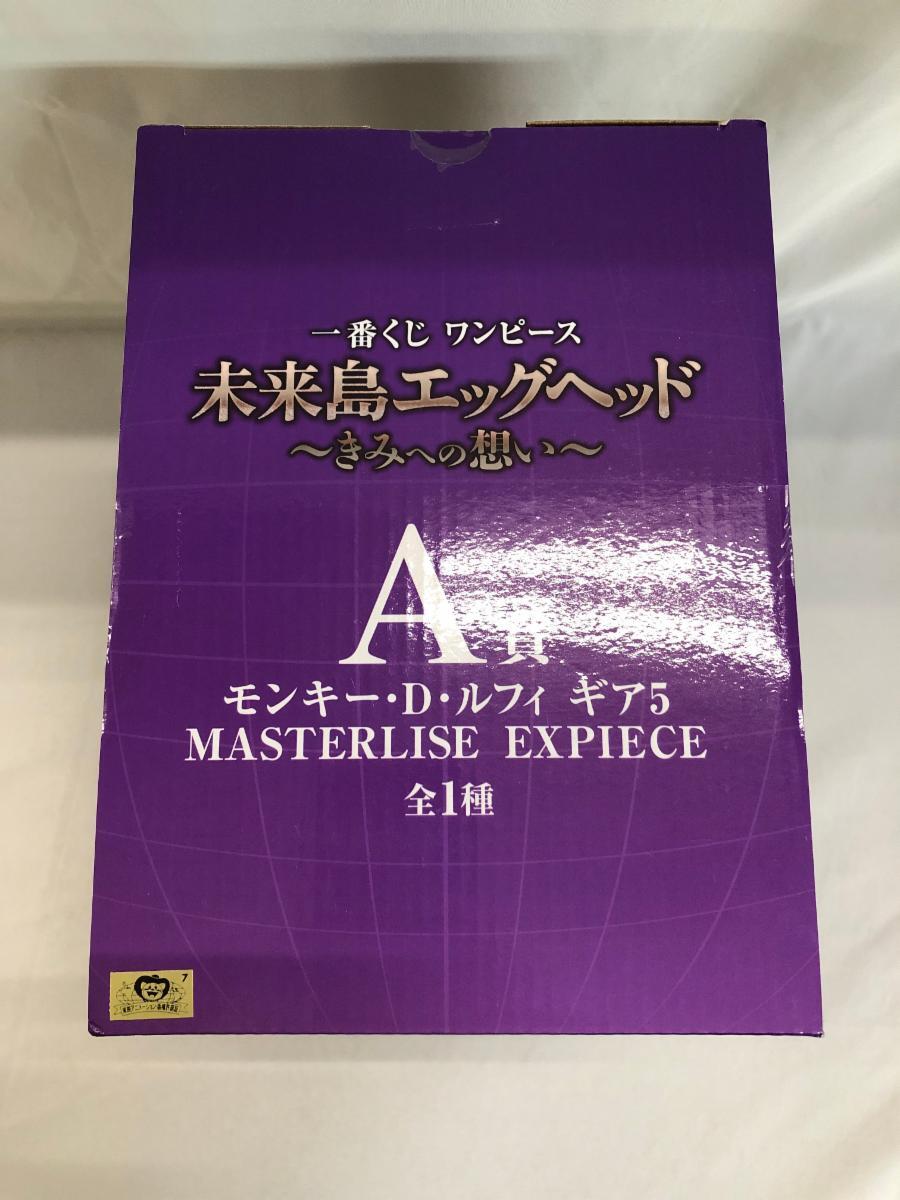 一番くじ ワンピース
未来島エッグヘッド
～きみへの想い～
A賞
モンキー・D・ルフィ ギア5
MASTERLISE EXPIECE
全1種
7